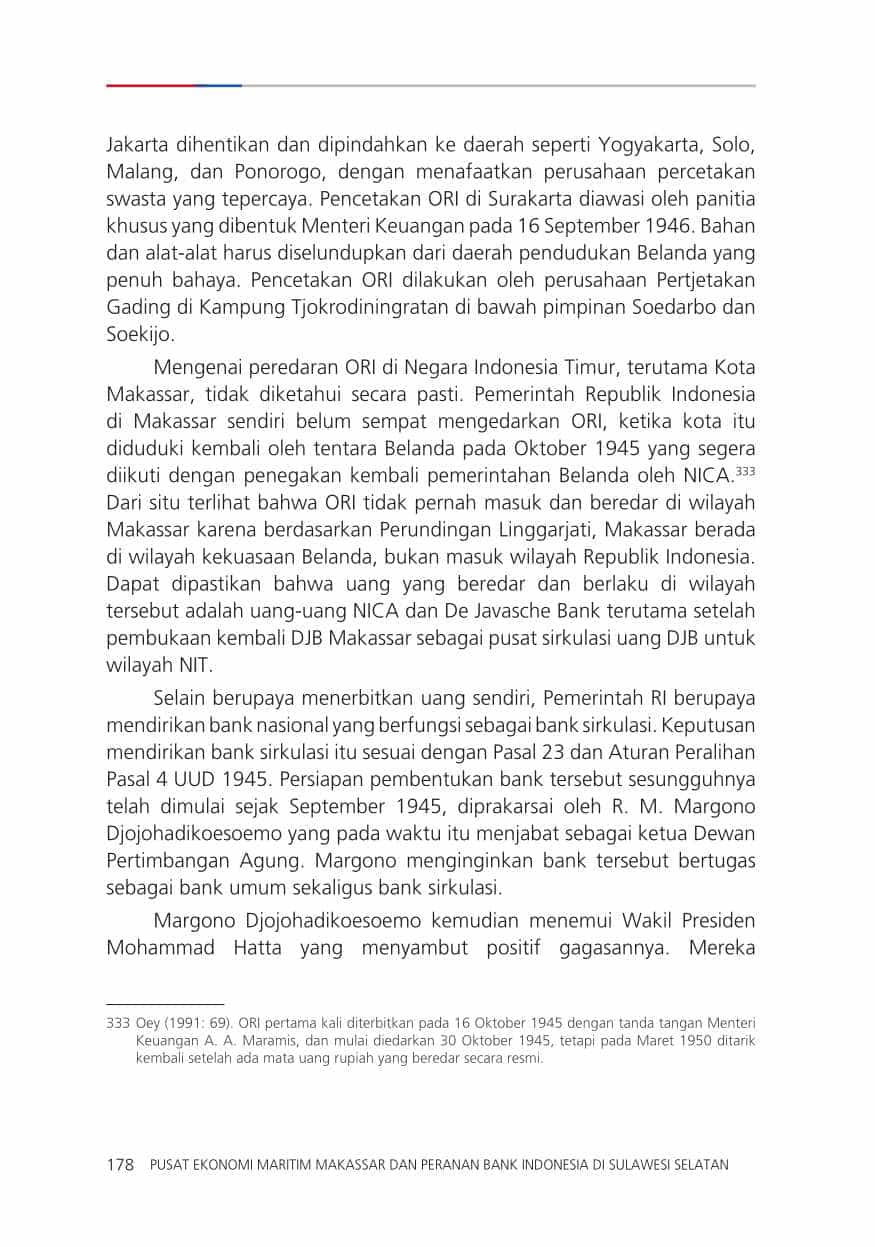 Jakarta dihentikan dan dipindahkan ke daerah seperti Yogyakarta, Solo,
Malang, dan Ponorogo, dengan menafaatkan perusahaan percetakan
swasta yang tepercaya. Pencetakan ORI di Surakarta diawasi oleh panitia
khusus yang dibentuk Menteri Keuangan pada 16 September 1946. Bahan
dan alat-alat harus diselundupkan dari daerah pendudukan Belanda yang
penuh bahaya. Pencetakan ORI dilakukan oleh perusahaan Pertjetakan
Gading di Kampung Tjokrodiningratan di bawah pimpinan Soedarbo dan
Soekijo.
Mengenai peredaran ORI di Negara Indonesia Timur, terutama Kota
Makassar, tidak diketahui secara pasti. Pemerintah Republik Indonesia
di Makassar sendiri belum sempat mengedarkan ORI, ketika kota itu
diduduki kembali oleh tentara Belanda pada Oktober 1945 yang segera
diikuti dengan penegakan kembali pemerintahan Belanda oleh NICA.³³³
Dari situ terlihat bahwa ORI tidak pernah masuk dan beredar di wilayah
Makassar karena berdasarkan Perundingan Linggarjati, Makassar berada
di wilayah kekuasaan Belanda, bukan masuk wilayah Republik Indonesia.
Dapat dipastikan bahwa uang yang beredar dan berlaku di wilayah
tersebut adalah uang-uang NICA dan De Javasche Bank terutama setelah
pembukaan kembali DJB Makassar sebagai pusat sirkulasi uang DJB untuk
wilayah NIT.
Selain berupaya menerbitkan uang sendiri, Pemerintah RI berupaya
mendirikan bank nasional yang berfungsi sebagai bank sirkulasi. Keputusan
mendirikan bank sirkulasi itu sesuai dengan Pasal 23 dan Aturan Peralihan
Pasal 4 UUD 1945. Persiapan pembentukan bank tersebut sesungguhnya
telah dimulai sejak September 1945, diprakarsai oleh R. M. Margono
Djojohadikoesoemo yang pada waktu itu menjabat sebagai ketua Dewan
Pertimbangan Agung. Margono menginginkan bank tersebut bertugas
sebagai bank umum sekaligus bank sirkulasi.
Margono Djojohadikoesoemo kemudian menemui Wakil Presiden
Mohammad Hatta yang menyambut positif gagasannya. Mereka
333 Oey (1991: 69). ORI pertama kali diterbitkan pada 16 Oktober 1945 dengan tanda tangan Menteri
Keuangan A. A. Maramis, dan mulai diedarkan 30 Oktober 1945, tetapi pada Maret 1950 ditarik
kembali setelah ada mata uang rupiah yang beredar secara resmi.
178 PUSAT EKONOMI MARITIM MAKASSAR DAN PERANAN BANK INDONESIA DI SULAWESI SELATAN